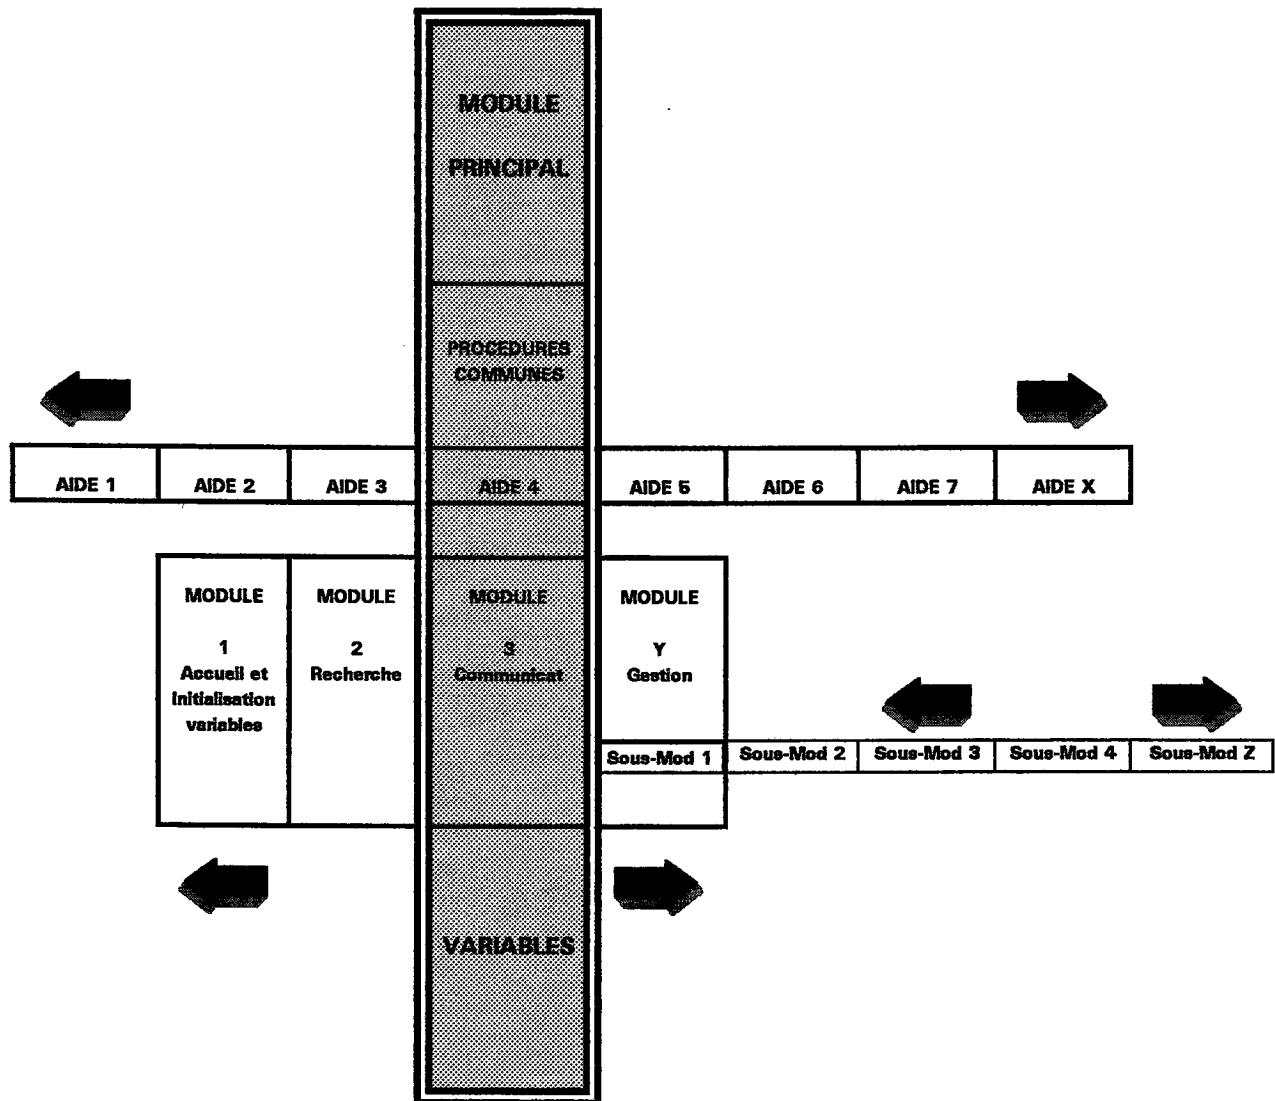 MODULE
PRINCIPAL
PROCEDURES
COMMUNES
AIDE 1
AIDE 2
AIDE 3
AIDE 4
AIDE 5
AIDE 6
AIDE 7
AIDE X
MODULE
1
Accueil et
Initialisation
variables
MODULE
2
Recherche
MODULE
3
Communicat
MODULE
Y
Gestion
Sous-Mod 1
Sous-Mod 2
Sous-Mod 3
Sous-Mod 4
Sous-Mod Z
VARIABLES